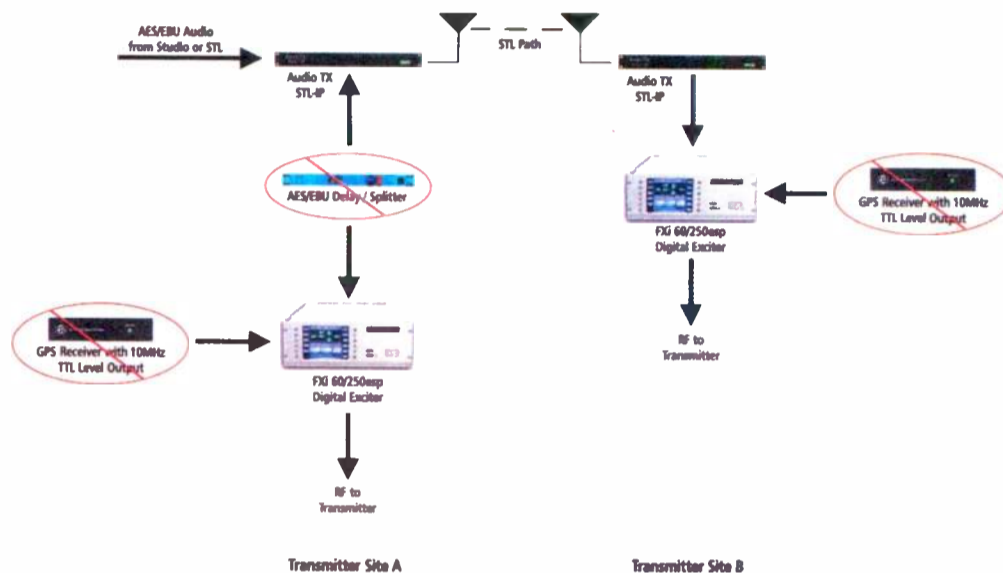 AES/EBU Audio
from Studio or STL
STL Path
Audio TX
STL-IP
Audio TX
STL-IP
AES/EBU Delay / Splitter
GPS Receiver with 10MHz
TTL Level Output
FXi 60/250esp
Digital Exciter
GPS Receiver with 10MHz
TTL Level Output
FXi 60/250esp
Digital Exciter
RF to
Transmitter
RF to
Transmitter
Transmitter Site A
Transmitter Site B